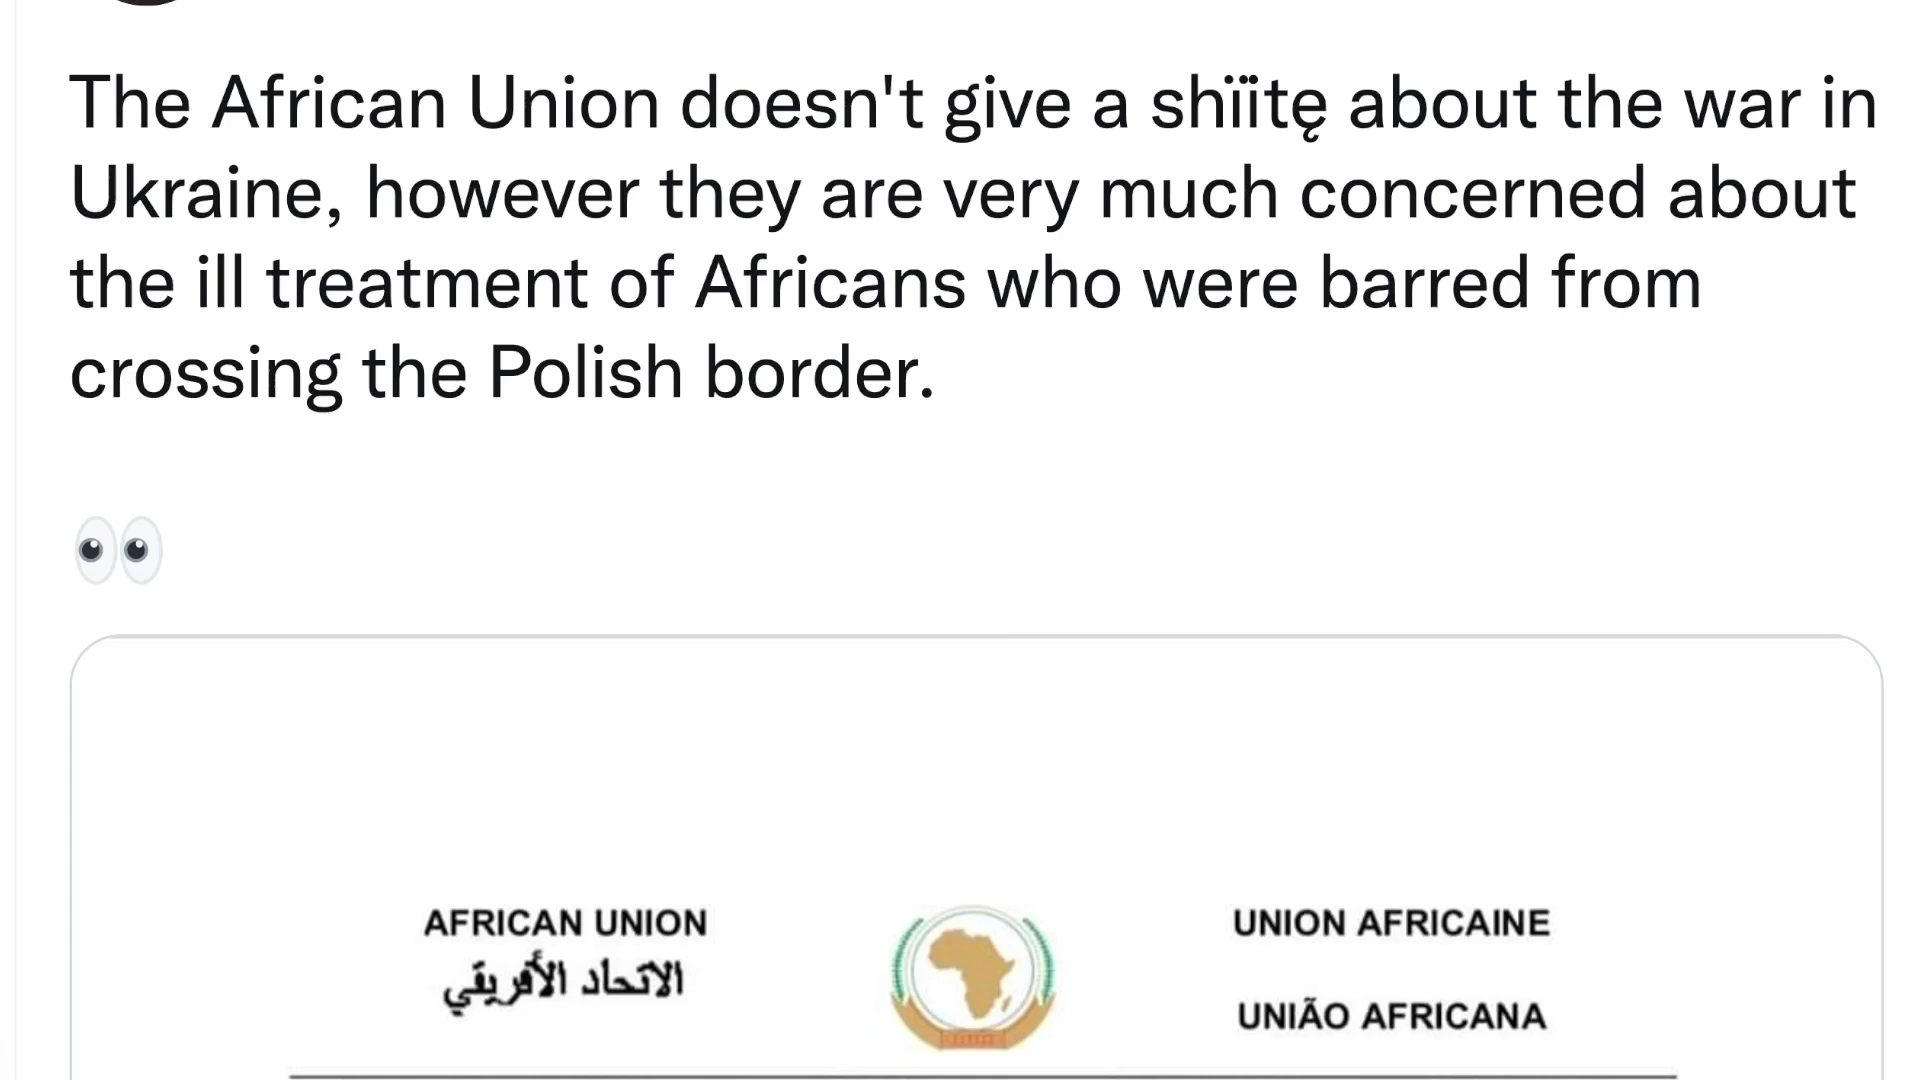 The African Union doesn't give a shïïtę about the war in
Ukraine, however they are very much concerned about
the ill treatment of Africans who were barred from
crossing the Polish border.
👀
AFRICAN UNION
الاتحاد الأفريقي
UNION AFRICAINE
UNIÃO AFRICANA